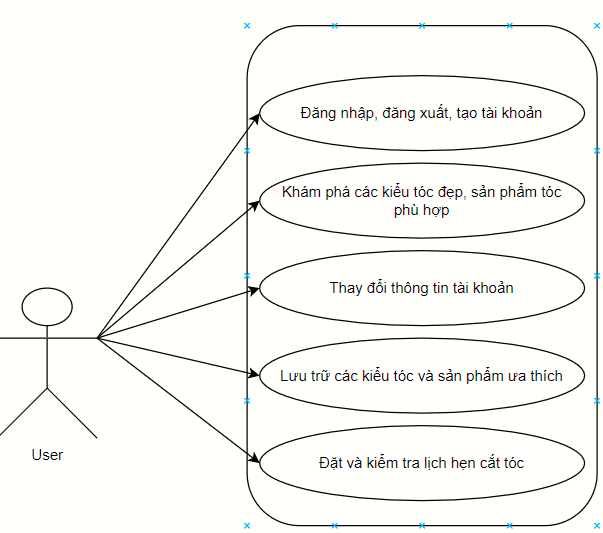 Đăng nhập, đăng xuất, tạo tài khoản
Khám phá các kiểu tóc đẹp, sản phẩm tóc
phù hợp
Thay đổi thông tin tài khoản
Lưu trữ các kiểu tóc và sản phẩm ưa thích
Đặt và kiểm tra lịch hẹn cắt tóc
User